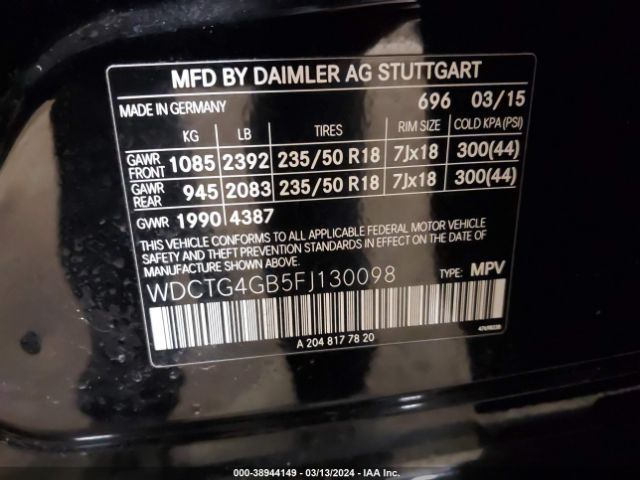 MFD BY DAIMLER AG STUTTGART
MADE IN GERMANY 696 03/15
KG LB TIRES RIM SIZE COLD KPA(PSI)
GAWR FRONT 1085 2392 235/50 R18 7Jx18 300(44)
GAWR REAR 945 2083 235/50 R18 7Jx18 300(44)
GVWR 1990 4387
THIS VEHICLE CONFORMS TO ALL APPLICABLE FEDERAL MOTOR VEHICLE
SAFETY AND THEFT PREVENTION STANDARDS IN EFFECT ON THE DATE
OF MANUFACTURE SHOWN ABOVE.
WDCTG4GB5FJ130098 TYPE: MPV
A 204 817 78 20
000-38944149 - 03/13/2024 - IAA Inc.